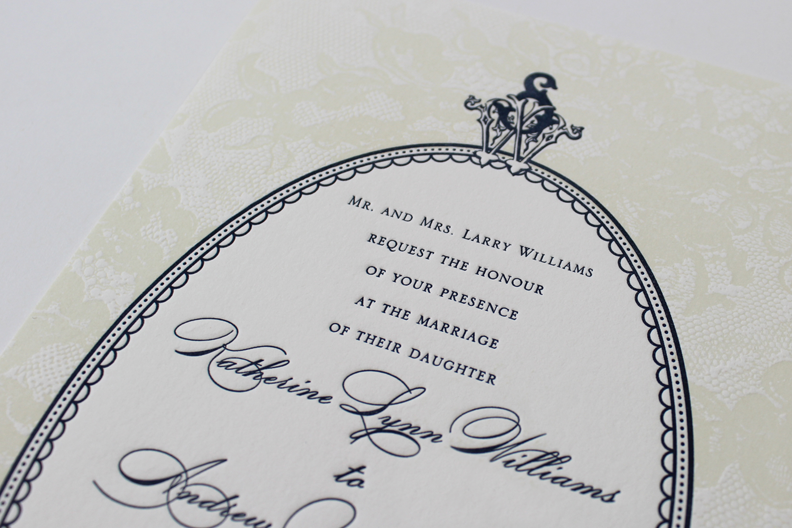 Mr. and Mrs. Larry Williams
request the honour
of your presence
at the marriage
of their daughter
Katherine Lynn Williams
to
Andrew